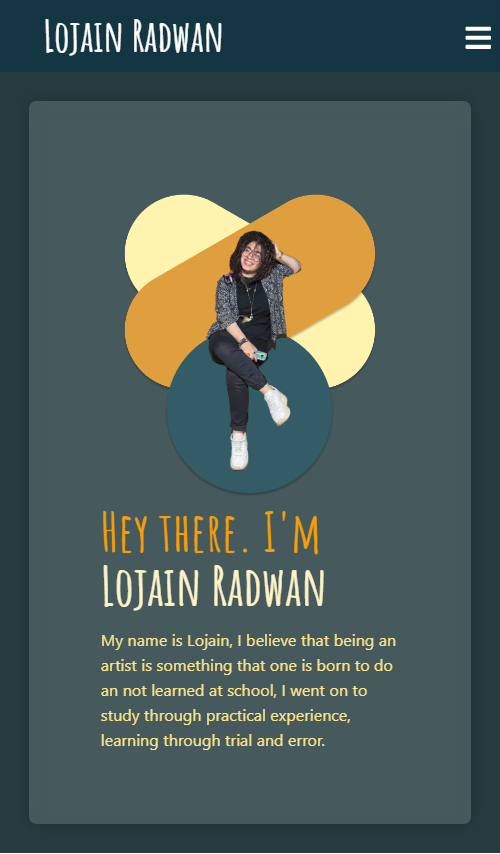 Lojain Radwan
Hey there. I'm
Lojain Radwan
My name is Lojain, I believe that being an
artist is something that one is born to do
an not learned at school, I went on to
study through practical experience,
learning through trial and error.